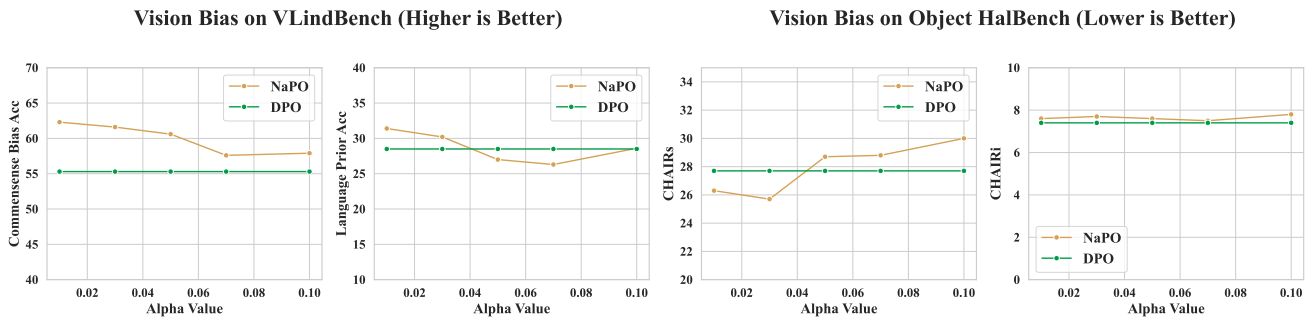 Vision Bias on VLindBench (Higher is Better)
Vision Bias on Object HalBench (Lower is Better)
Commensense Bias Acc
70
65
60
55
50
45
40
NaPO
DPO
0.02 0.04 0.06 0.08 0.10
Alpha Value
Language Prior Acc
40
35
30
25
20
15
10
NaPO
DPO
0.02 0.04 0.06 0.08 0.10
Alpha Value
CHAIRs
34
32
30
28
26
24
22
20
NaPO
DPO
0.02 0.04 0.06 0.08 0.10
Alpha Value
CHAIRi
10
8
6
4
2
0
NaPO
DPO
0.02 0.04 0.06 0.08 0.10
Alpha Value